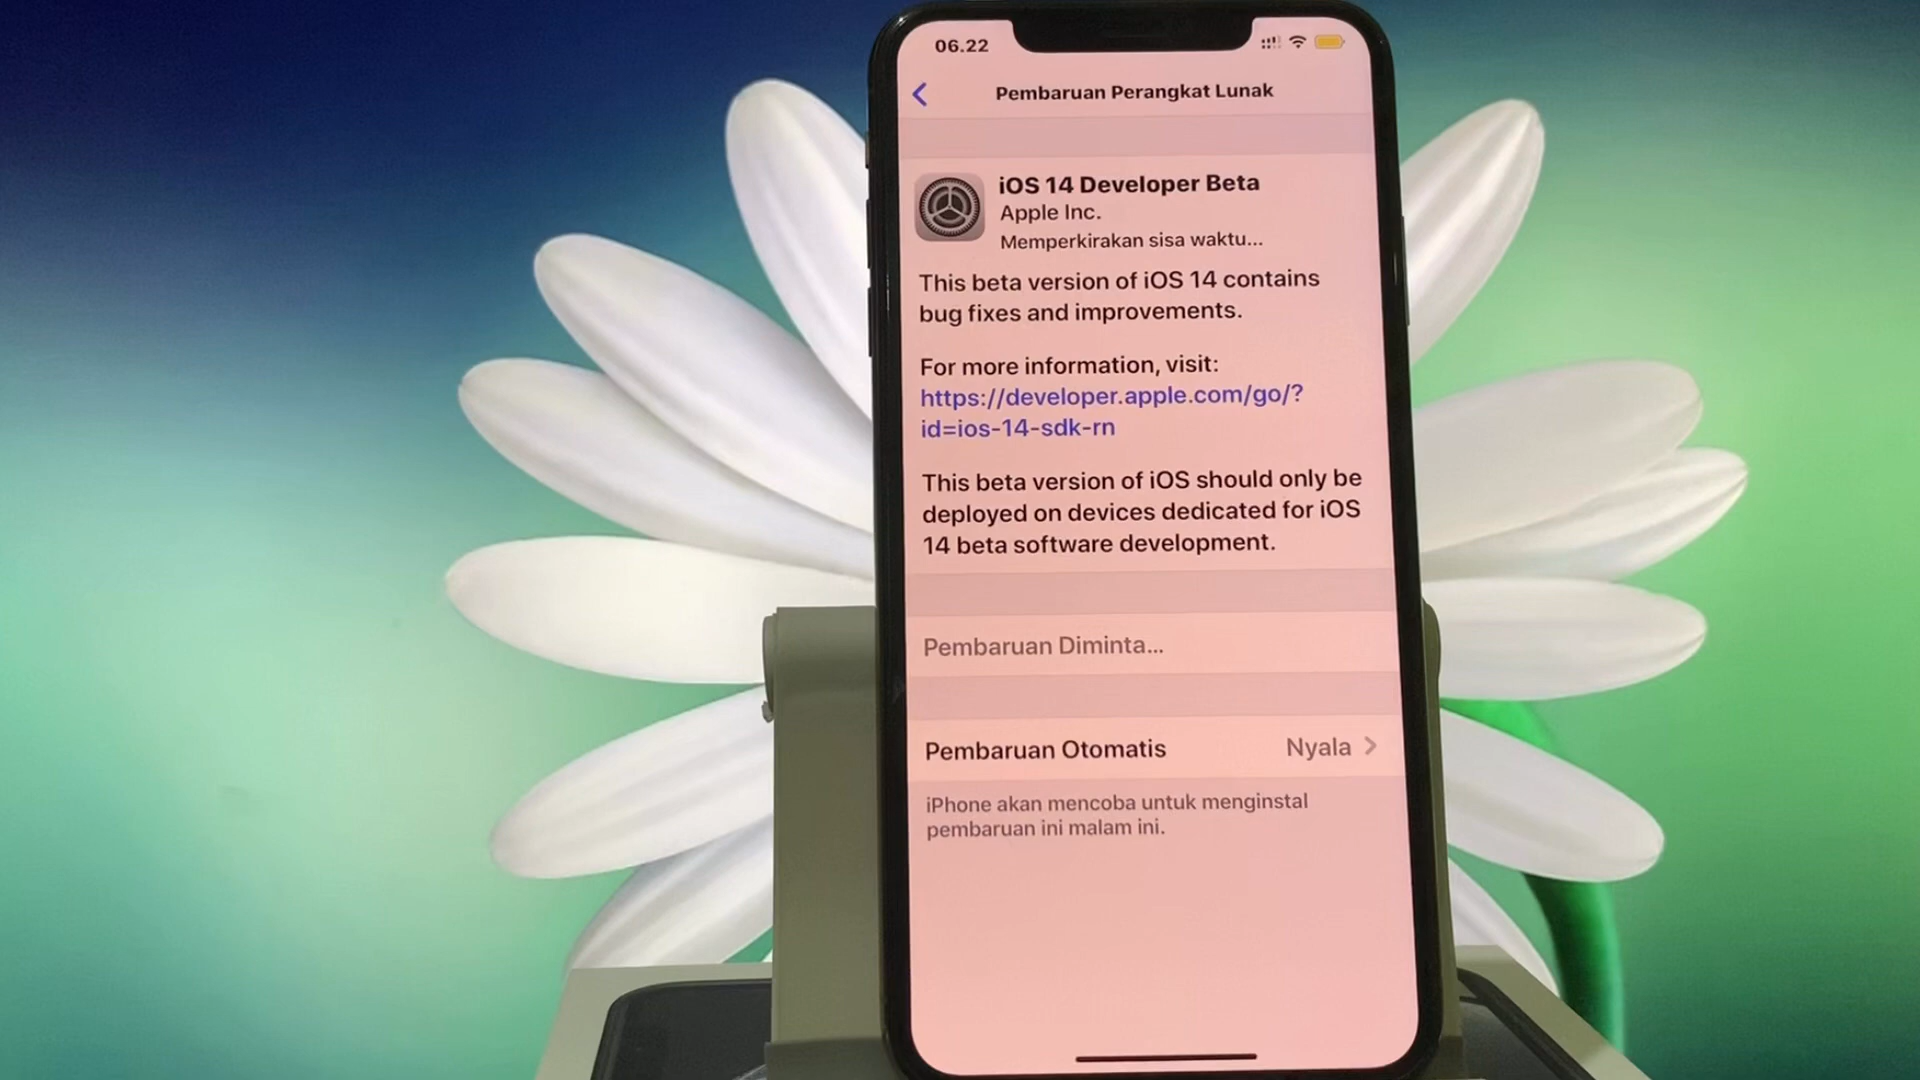 06.22
Pembaruan Perangkat Lunak
iOS 14 Developer Beta
Apple Inc.
Memperkirakan sisa waktu...
This beta version of iOS 14 contains
bug fixes and improvements.
For more information, visit:
https://developer.apple.com/go/?
id=ios-14-sdk-rn
This beta version of iOS should only be
deployed on devices dedicated for iOS
14 beta software development.
Pembaruan Diminta...
Pembaruan Otomatis Nyala
iPhone akan mencoba untuk menginstal
pembaruan ini malam ini.